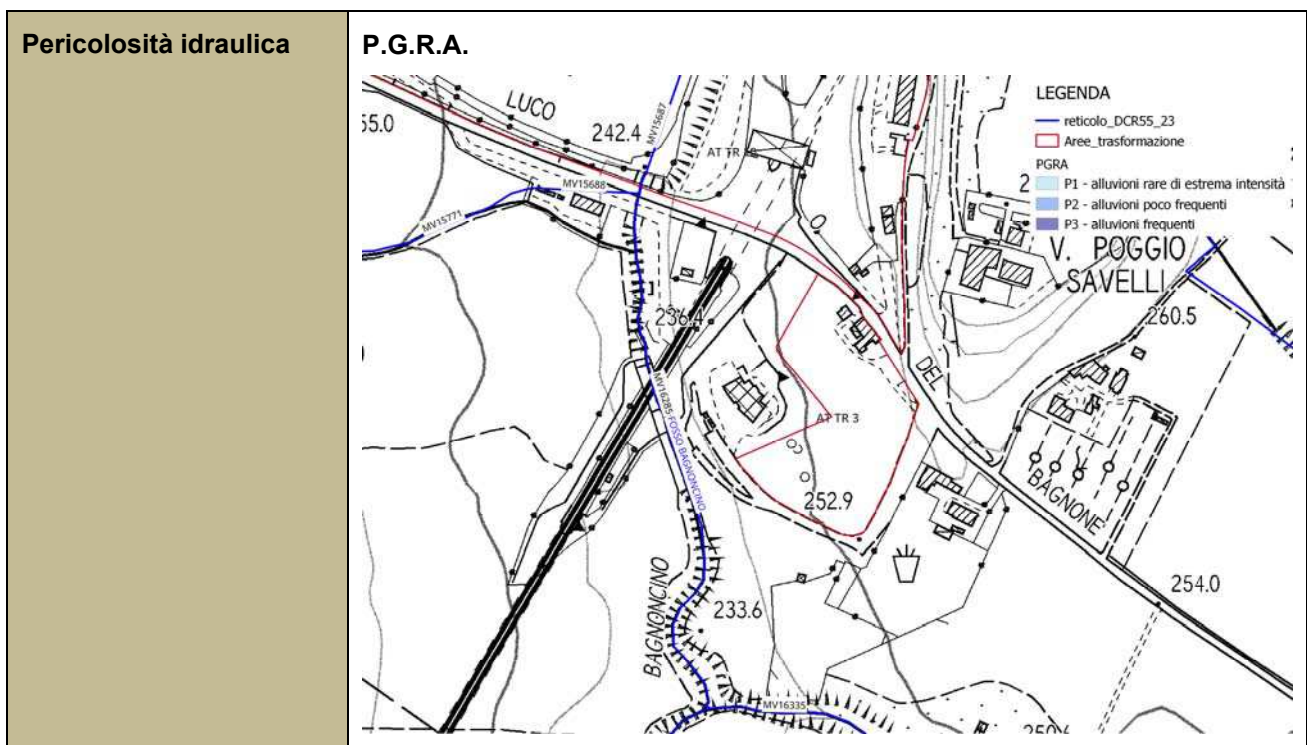 Pericolosità idraulica
P.G.R.A.
LEGENDA
reticolo_DCR55_23
Aree_trasformazione
PGRA
P1 - alluvioni rare di estrema intensità
P2 - alluvioni poco frequenti
P3 - alluvioni frequenti
LUCO
242.4
MV15687
AT TR
MV15688
MV15771
V. POGGIO
SAVELLI
236.4
260.5
MV16285-FOSSO BAGNONCINO
DEL
AT TR 3
252.9
BAGNONE
254.0
233.6
BAGNONCINO
MV16335